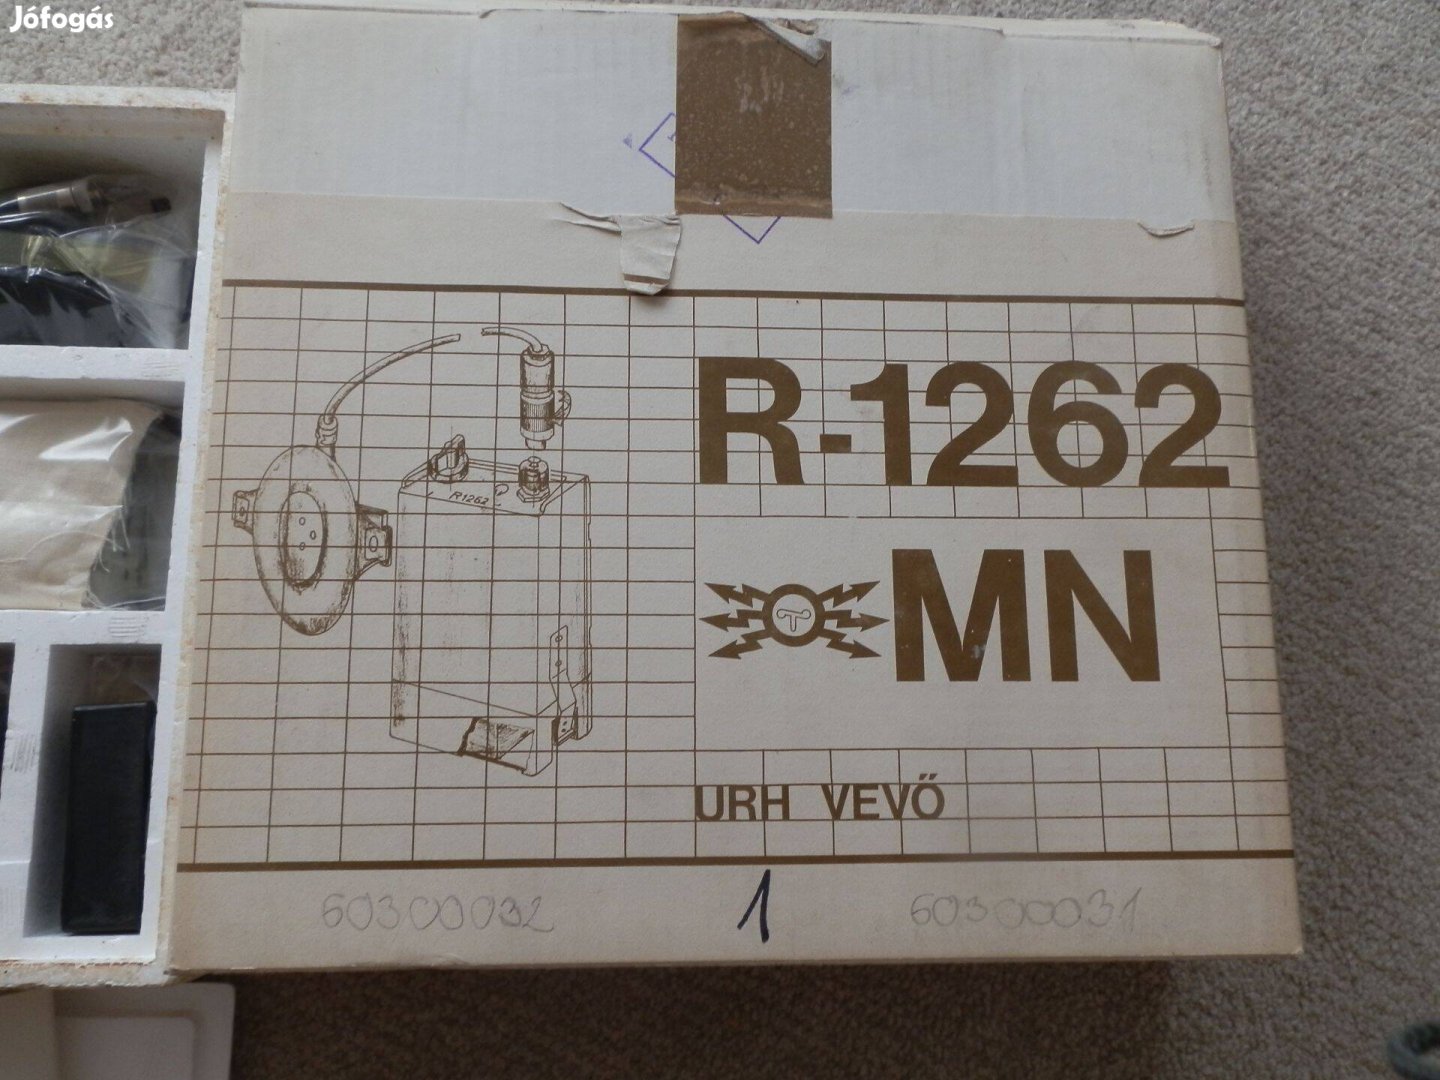 Jófogás
R1262
R-1262
MN
URH VEVŐ
60300032
1
60300031